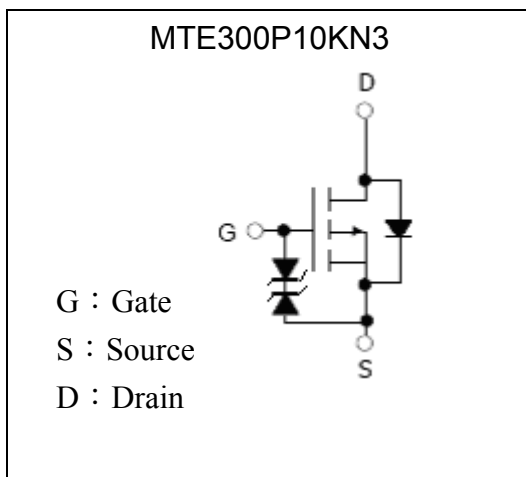 MTE300P10KN3
D
G
G：Gate
S：Source
S
D：Drain